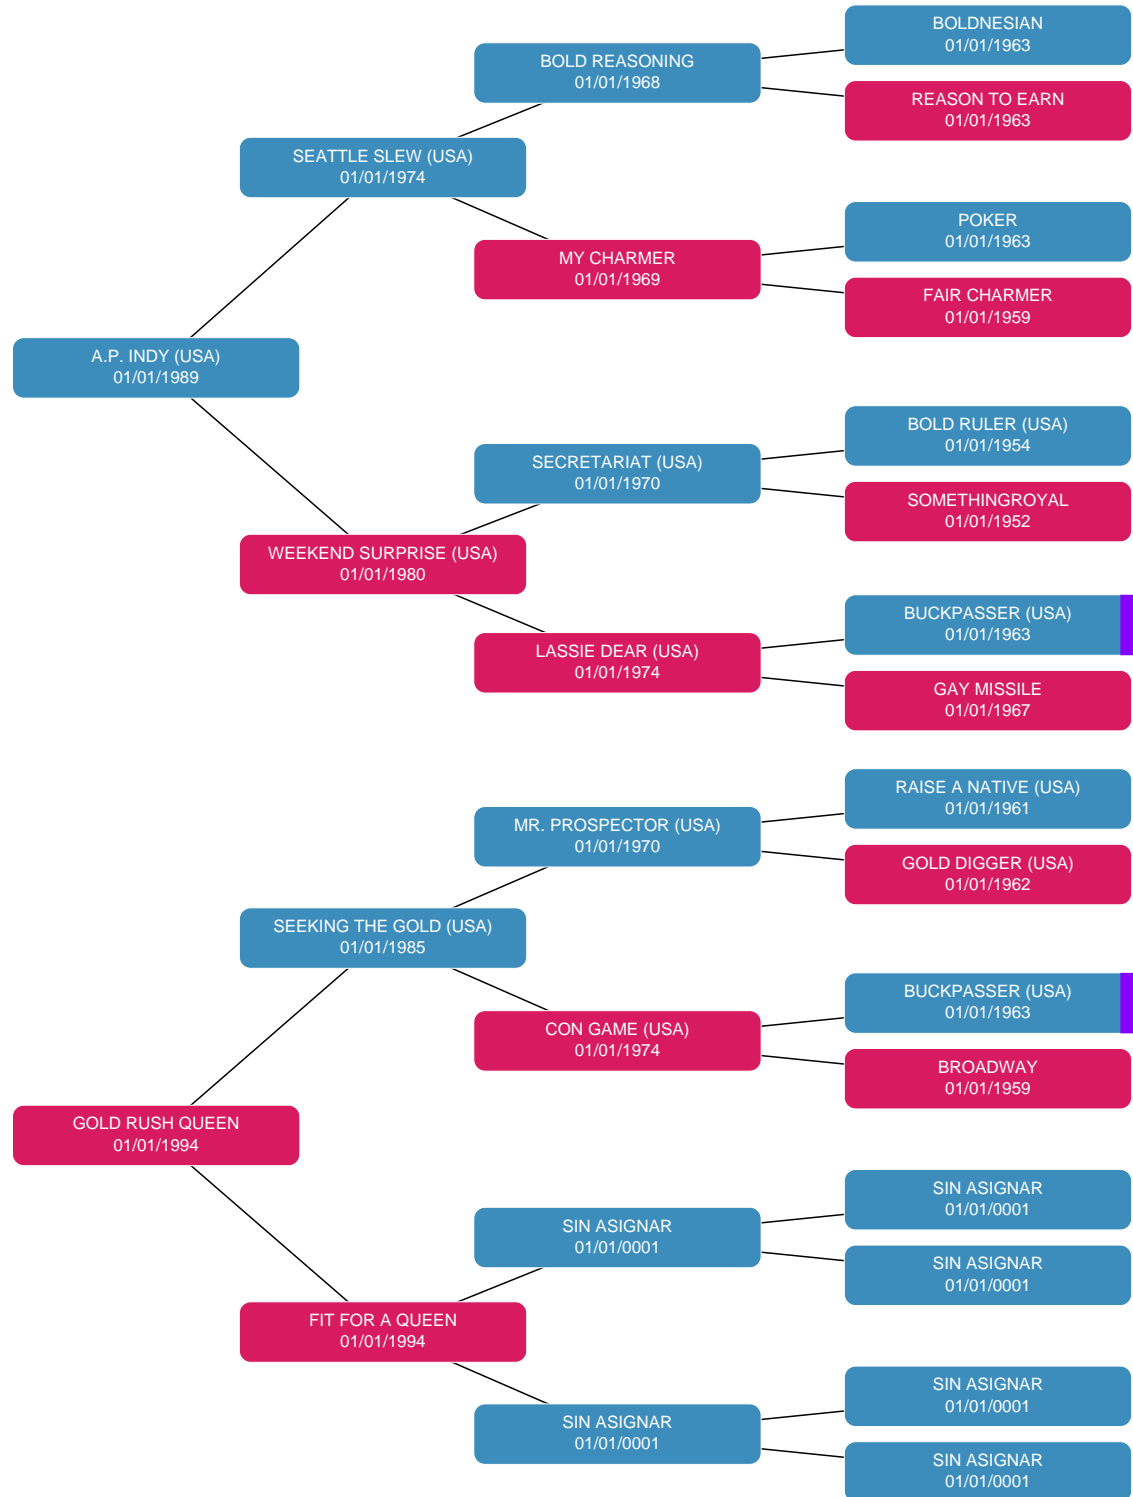 BOLDNESIAN
01/01/1963
BOLD REASONING
01/01/1968
REASON TO EARN
01/01/1963
SEATTLE SLEW (USA)
01/01/1974
POKER
01/01/1963
MY CHARMER
01/01/1969
FAIR CHARMER
01/01/1959
A.P. INDY (USA)
01/01/1989
BOLD RULER (USA)
01/01/1954
SECRETARIAT (USA)
01/01/1970
SOMETHINGROYAL
01/01/1952
WEEKEND SURPRISE (USA)
01/01/1980
BUCKPASSER (USA)
01/01/1963
LASSIE DEAR (USA)
01/01/1974
GAY MISSILE
01/01/1967
RAISE A NATIVE (USA)
01/01/1961
MR. PROSPECTOR (USA)
01/01/1970
GOLD DIGGER (USA)
01/01/1962
SEEKING THE GOLD (USA)
01/01/1985
BUCKPASSER (USA)
01/01/1963
CON GAME (USA)
01/01/1974
BROADWAY
01/01/1959
GOLD RUSH QUEEN
01/01/1994
SIN ASIGNAR
01/01/0001
SIN ASIGNAR
01/01/0001
SIN ASIGNAR
01/01/0001
FIT FOR A QUEEN
01/01/1994
SIN ASIGNAR
01/01/0001
SIN ASIGNAR
01/01/0001
SIN ASIGNAR
01/01/0001